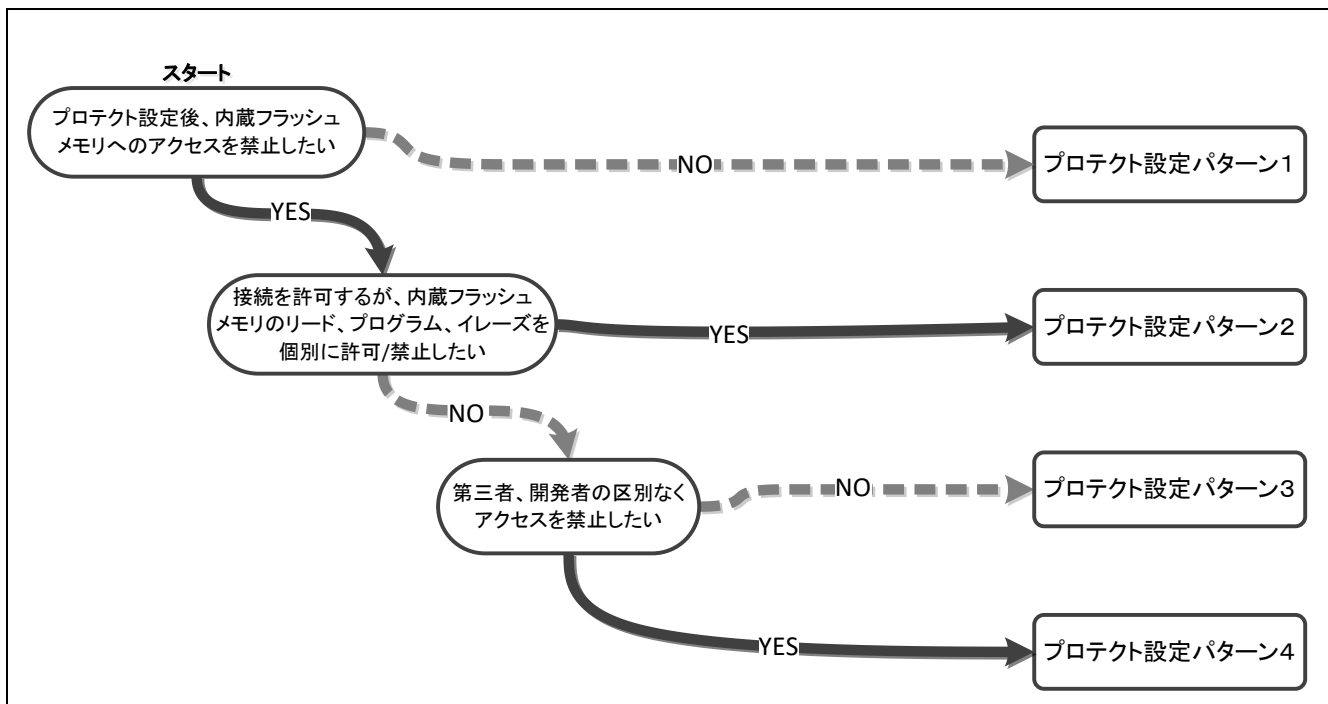 スタート
プロテクト設定後、内蔵フラッシュ
メモリへのアクセスを禁止したい
NO
プロテクト設定パターン1
YES
接続を許可するが、内蔵フラッシュ
メモリのリード、プログラム、イレーズを
個別に許可/禁止したい
YES
プロテクト設定パターン2
NO
第三者、開発者の区別なく
アクセスを禁止したい
NO
プロテクト設定パターン3
YES
プロテクト設定パターン4